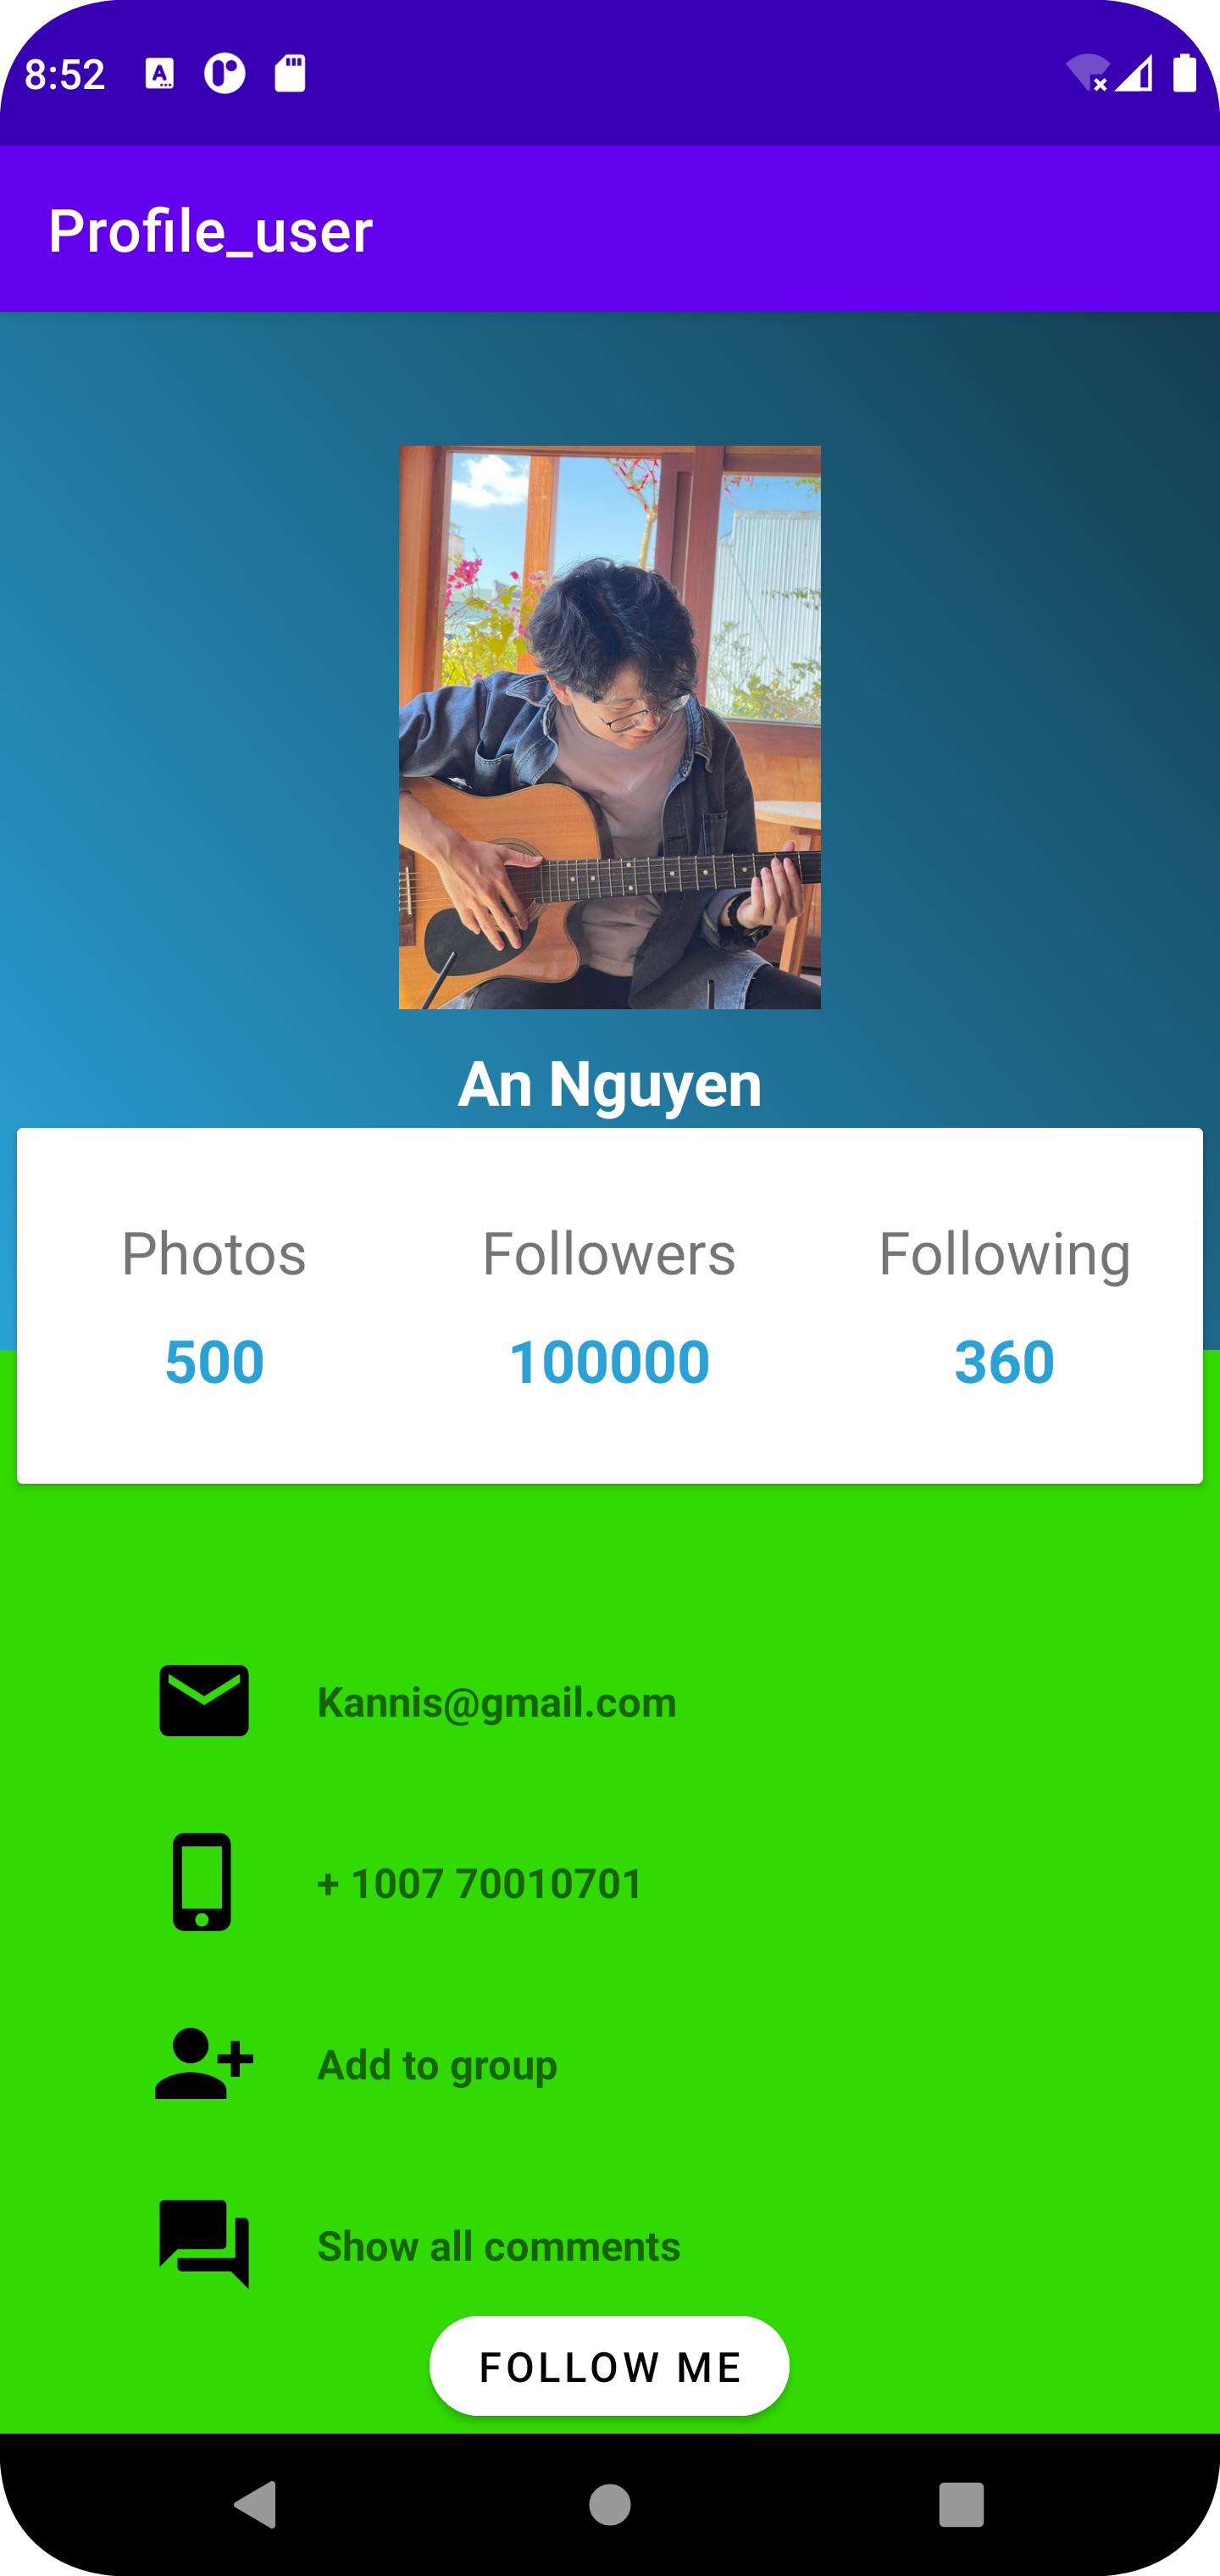 8:52
Profile_user
An Nguyen
Photos Followers Following
500 100000 360
Kannis@gmail.com
+ 1007 70010701
Add to group
Show all comments
FOLLOW ME